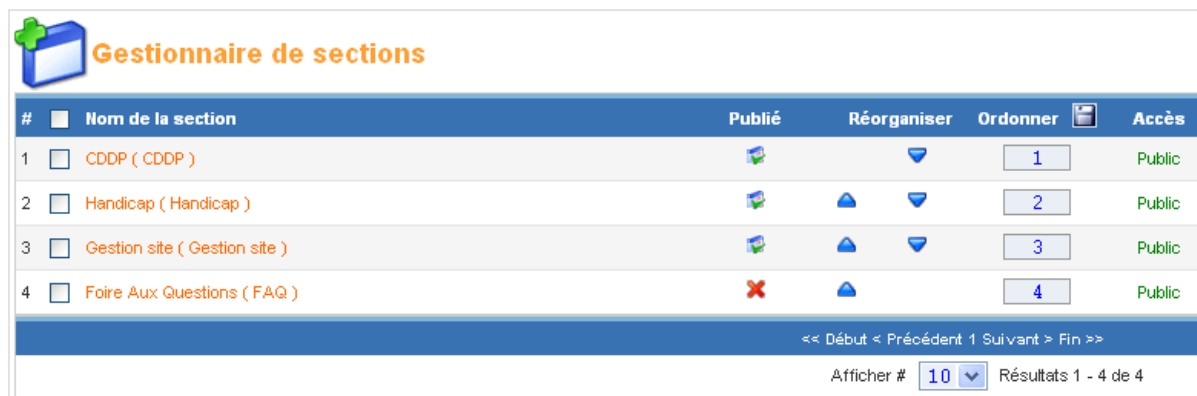 Gestionnaire de sections
# Nom de la section Publié Réorganiser Ordonner Accès
1 CDDP ( CDDP ) 1 Public
2 Handicap ( Handicap ) 2 Public
3 Gestion site ( Gestion site ) 3 Public
4 Foire Aux Questions ( FAQ ) 4 Public
<< Début < Précédent 1 Suivant > Fin >>
Afficher # 10 Résultats 1 - 4 de 4